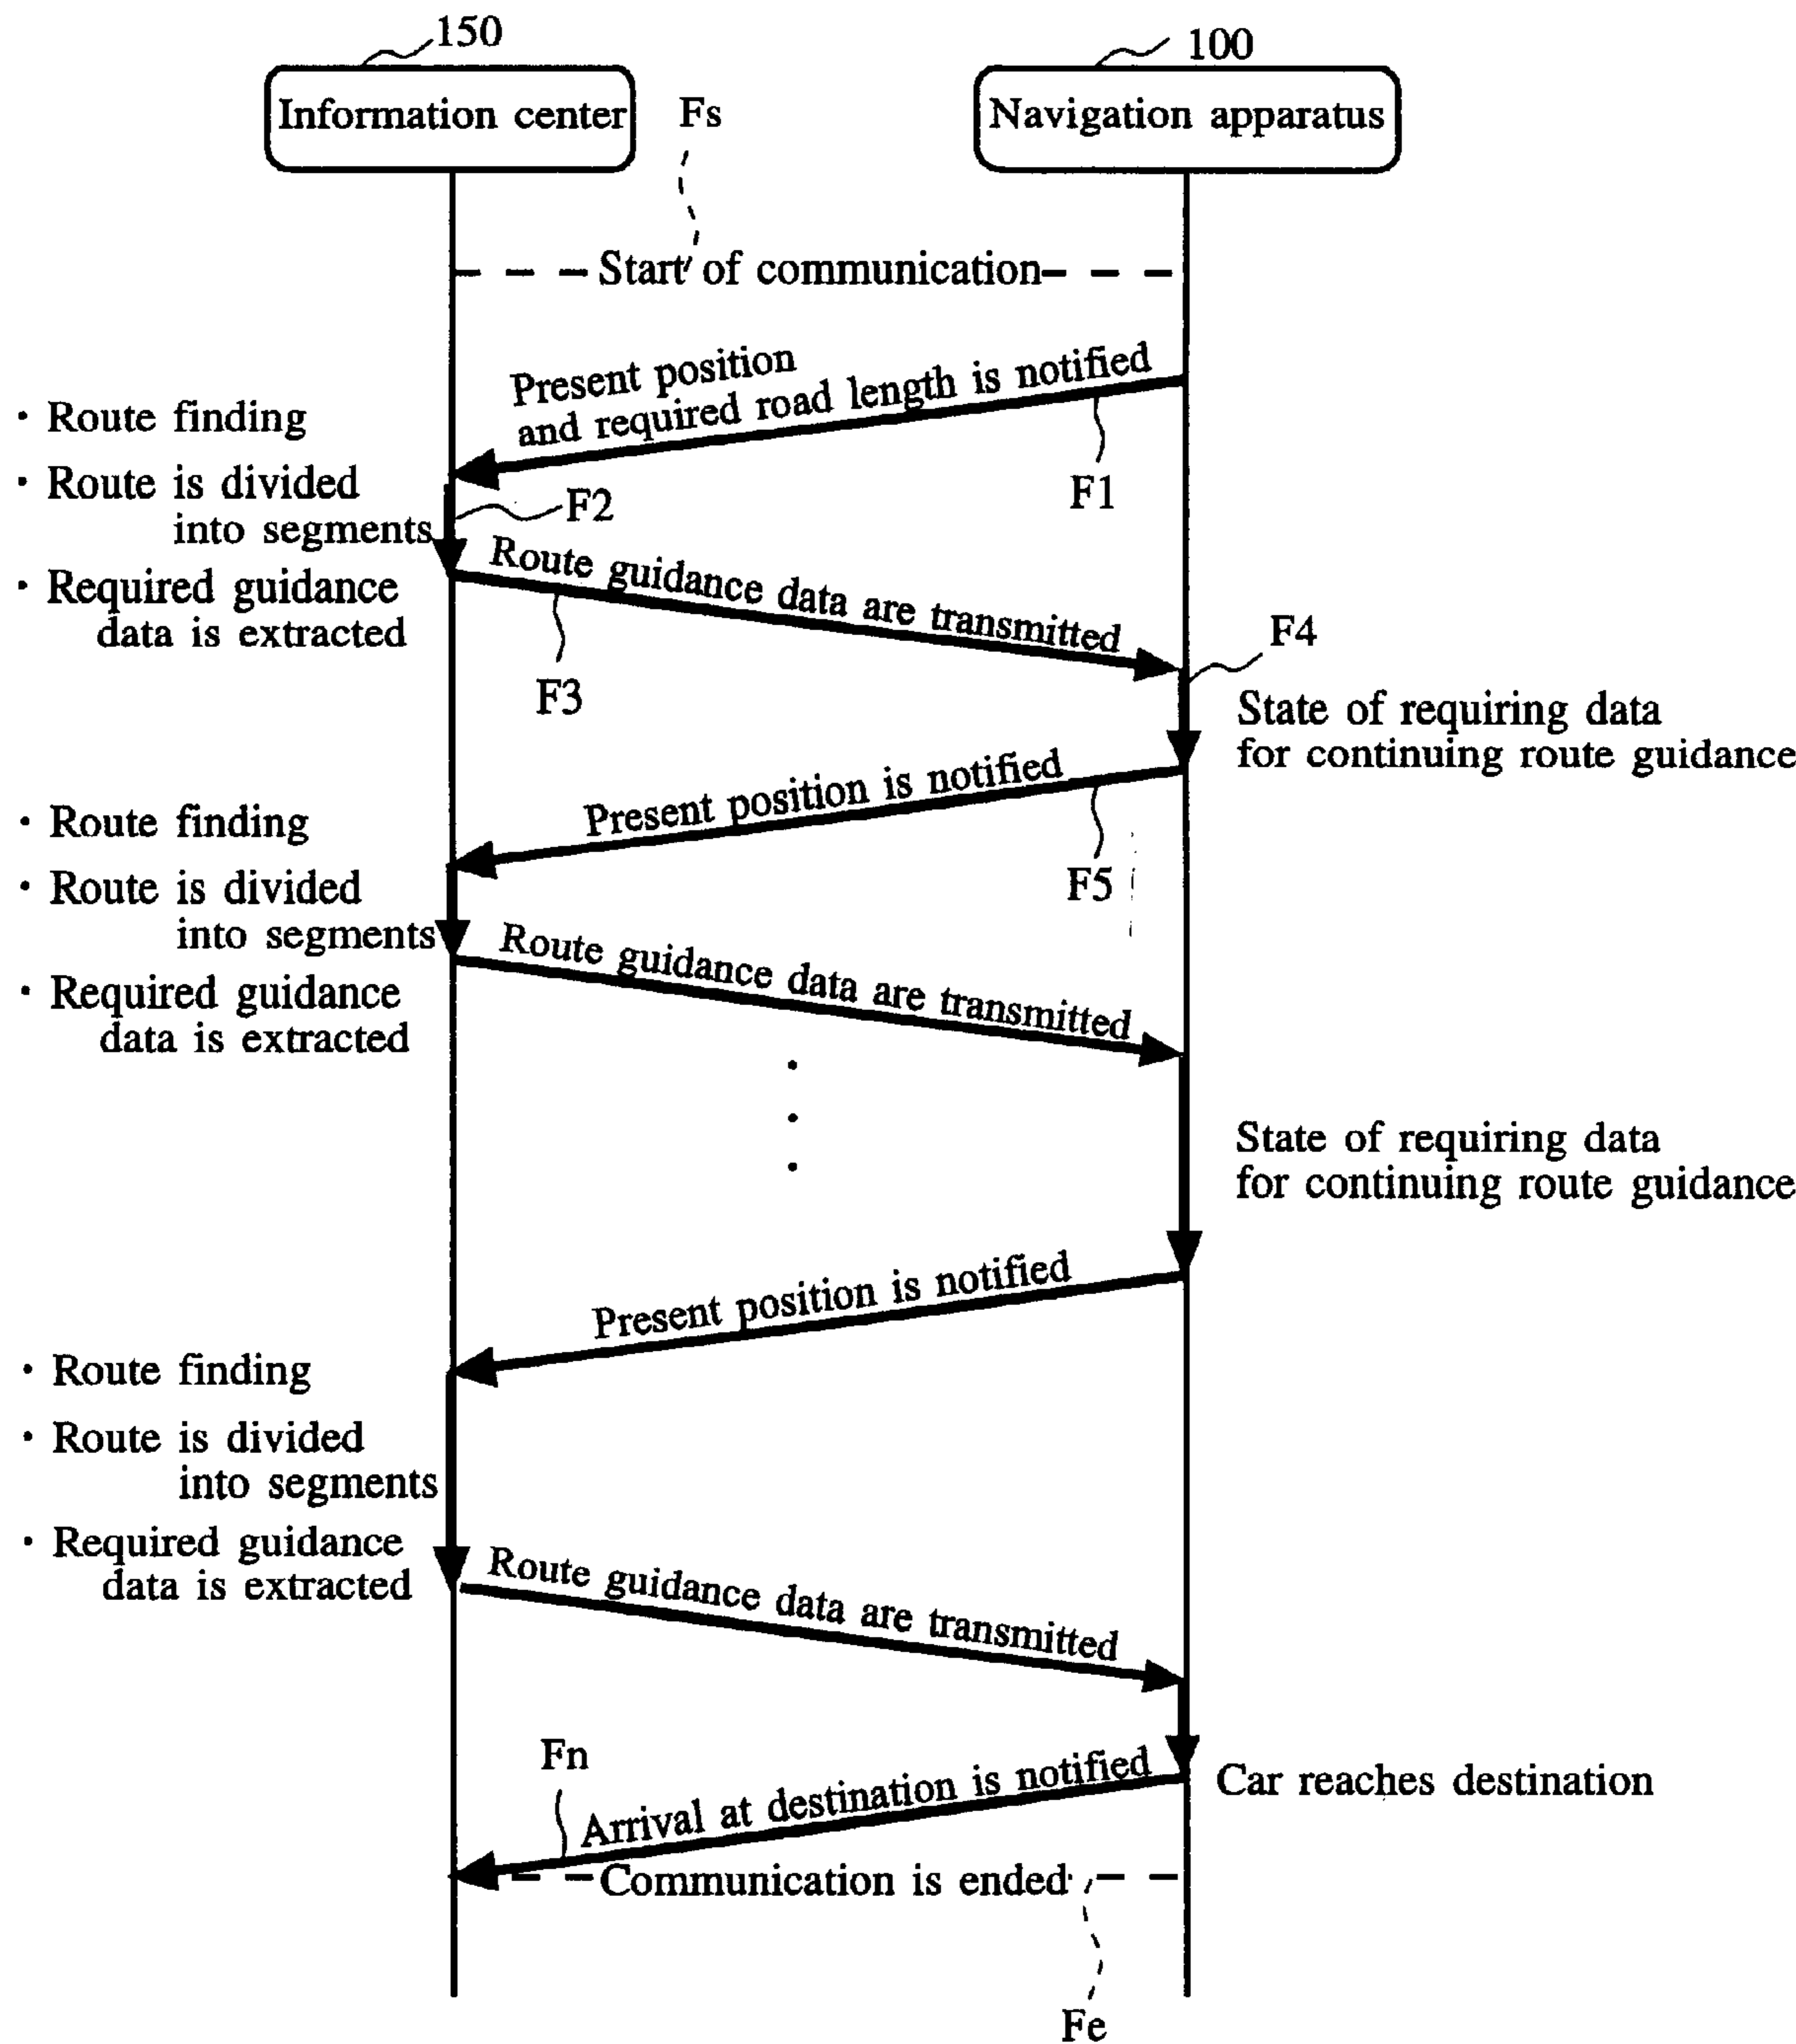 150
100
Information center
Navigation apparatus
Fs
Start of communication
Present position
and required road length is notified
F1
· Route finding
· Route is divided
into segments
F2
· Required guidance
data is extracted
Route guidance data are transmitted
F3
F4
State of requiring data
for continuing route guidance
Present position is notified
F5
· Route finding
· Route is divided
into segments
· Required guidance
data is extracted
Route guidance data are transmitted
State of requiring data
for continuing route guidance
Present position is notified
· Route finding
· Route is divided
into segments
· Required guidance
data is extracted
Route guidance data are transmitted
Fn
Arrival at destination is notified
Car reaches destination
Communication is ended
Fe